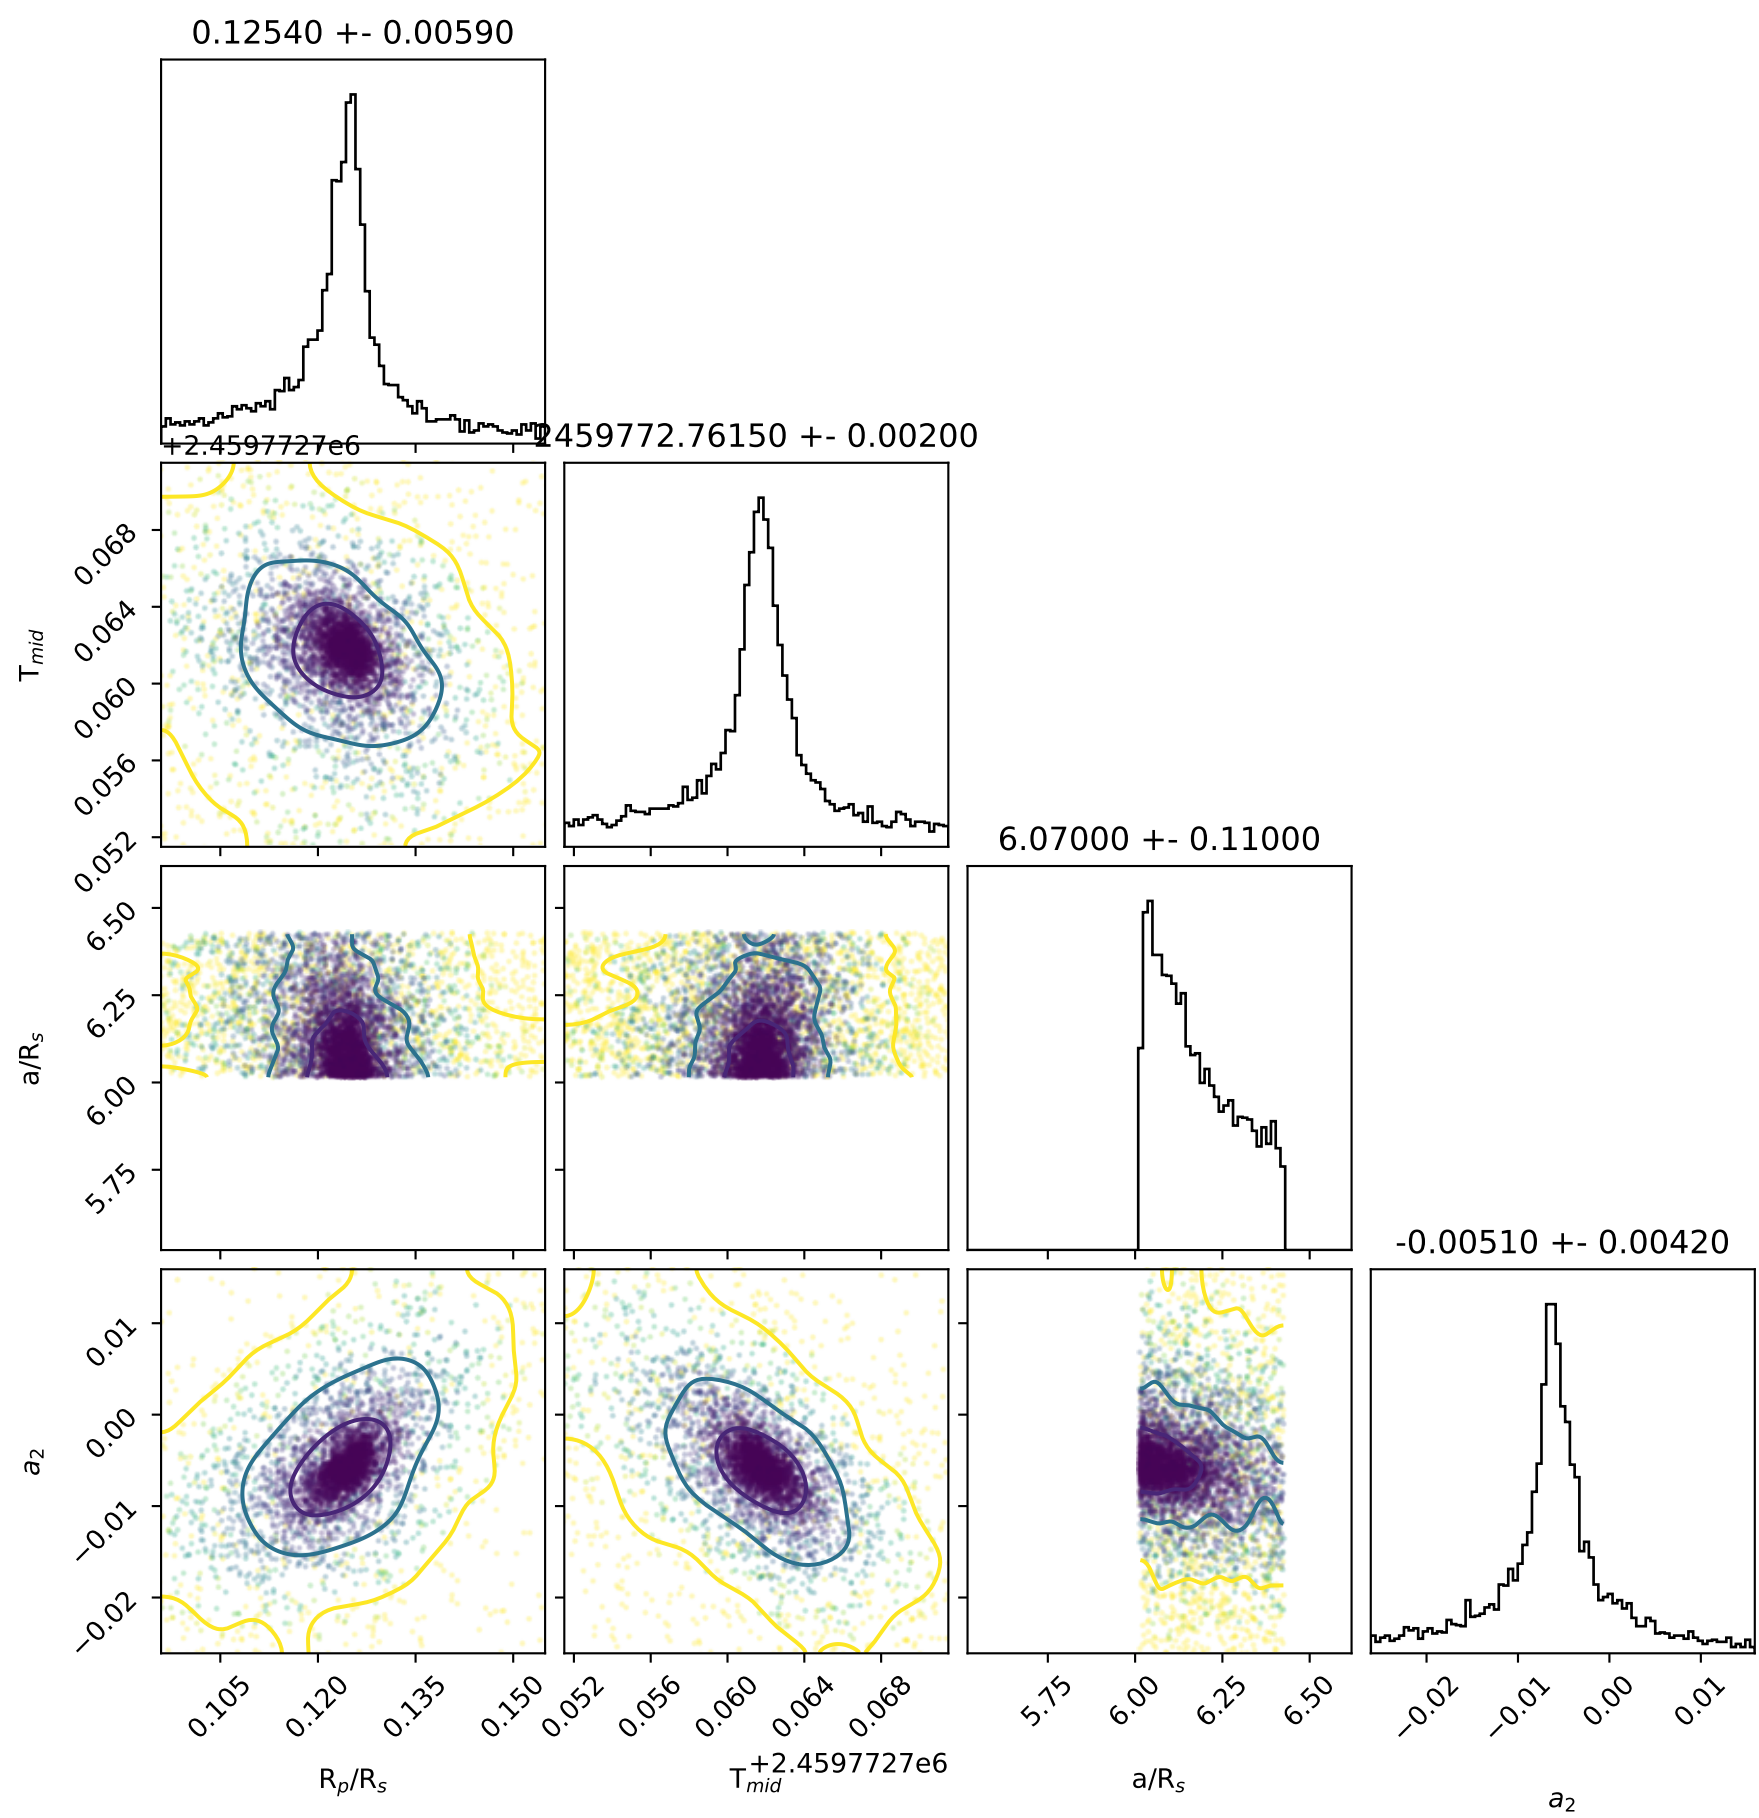 0.12540 +- 0.00590
+2.4597727e6
2459772.76150 +- 0.00200
T_mid
0.068
0.064
0.060
0.056
0.052
6.07000 +- 0.11000
a/R_s
6.50
6.25
6.00
5.75
-0.00510 +- 0.00420
a_2
0.01
0.00
−0.01
−0.02
0.105 0.120 0.135 0.150 0.052 0.056 0.060 0.064 0.068 5.75 6.00 6.25 6.50 −0.02 −0.01 0.00 0.01
+2.4597727e6
R_p/R_s T_mid a/R_s a_2